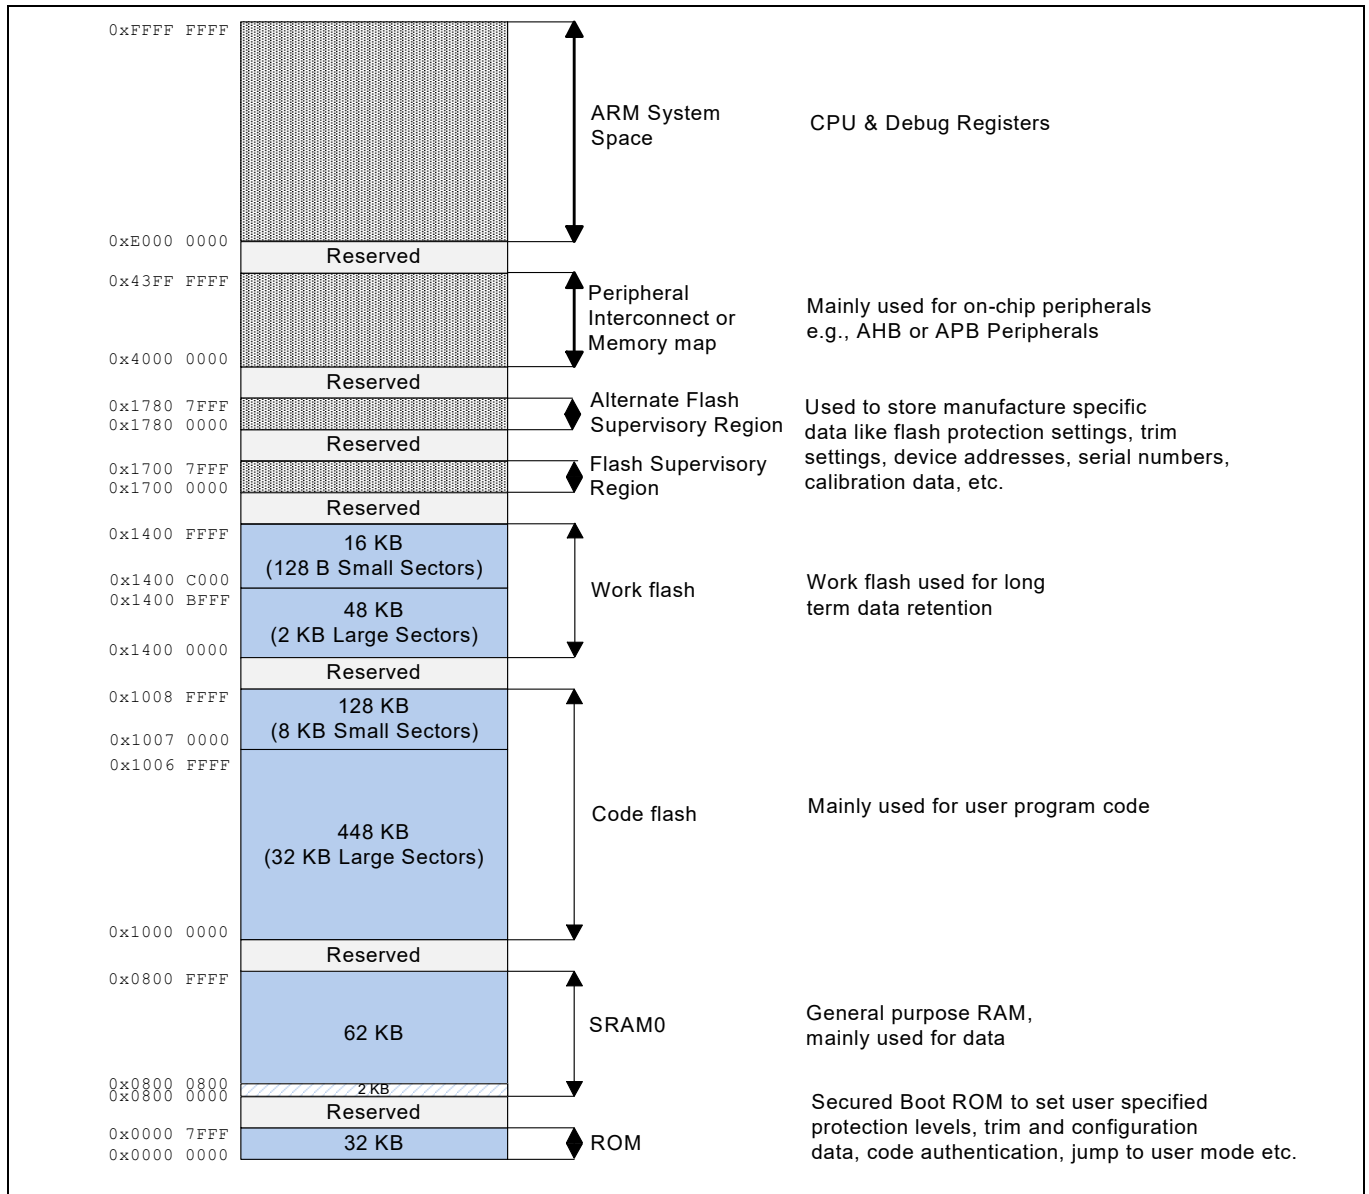 0xFFFF FFFF
ARM System
Space
CPU & Debug Registers
0xE000 0000
Reserved
0x43FF FFFF
Peripheral
Interconnect or
Memory map
Mainly used for on-chip peripherals
e.g., AHB or APB Peripherals
0x4000 0000
Reserved
0x1780 7FFF
0x1780 0000
Alternate Flash
Supervisory Region
Used to store manufacture specific
data like flash protection settings, trim
settings, device addresses, serial numbers,
calibration data, etc.
Reserved
0x1700 7FFF
0x1700 0000
Flash Supervisory
Region
Reserved
0x1400 FFFF
16 KB
(128 B Small Sectors)
0x1400 C000
0x1400 BFFF
48 KB
(2 KB Large Sectors)
0x1400 0000
Work flash
Work flash used for long
term data retention
Reserved
0x1008 FFFF
128 KB
(8 KB Small Sectors)
0x1007 0000
0x1006 FFFF
448 KB
(32 KB Large Sectors)
0x1000 0000
Code flash
Mainly used for user program code
Reserved
0x0800 FFFF
62 KB
SRAM0
General purpose RAM,
mainly used for data
0x0800 0800
2 KB
0x0800 0000
Reserved
0x0000 7FFF
32 KB
0x0000 0000
ROM
Secured Boot ROM to set user specified
protection levels, trim and configuration
data, code authentication, jump to user mode etc.